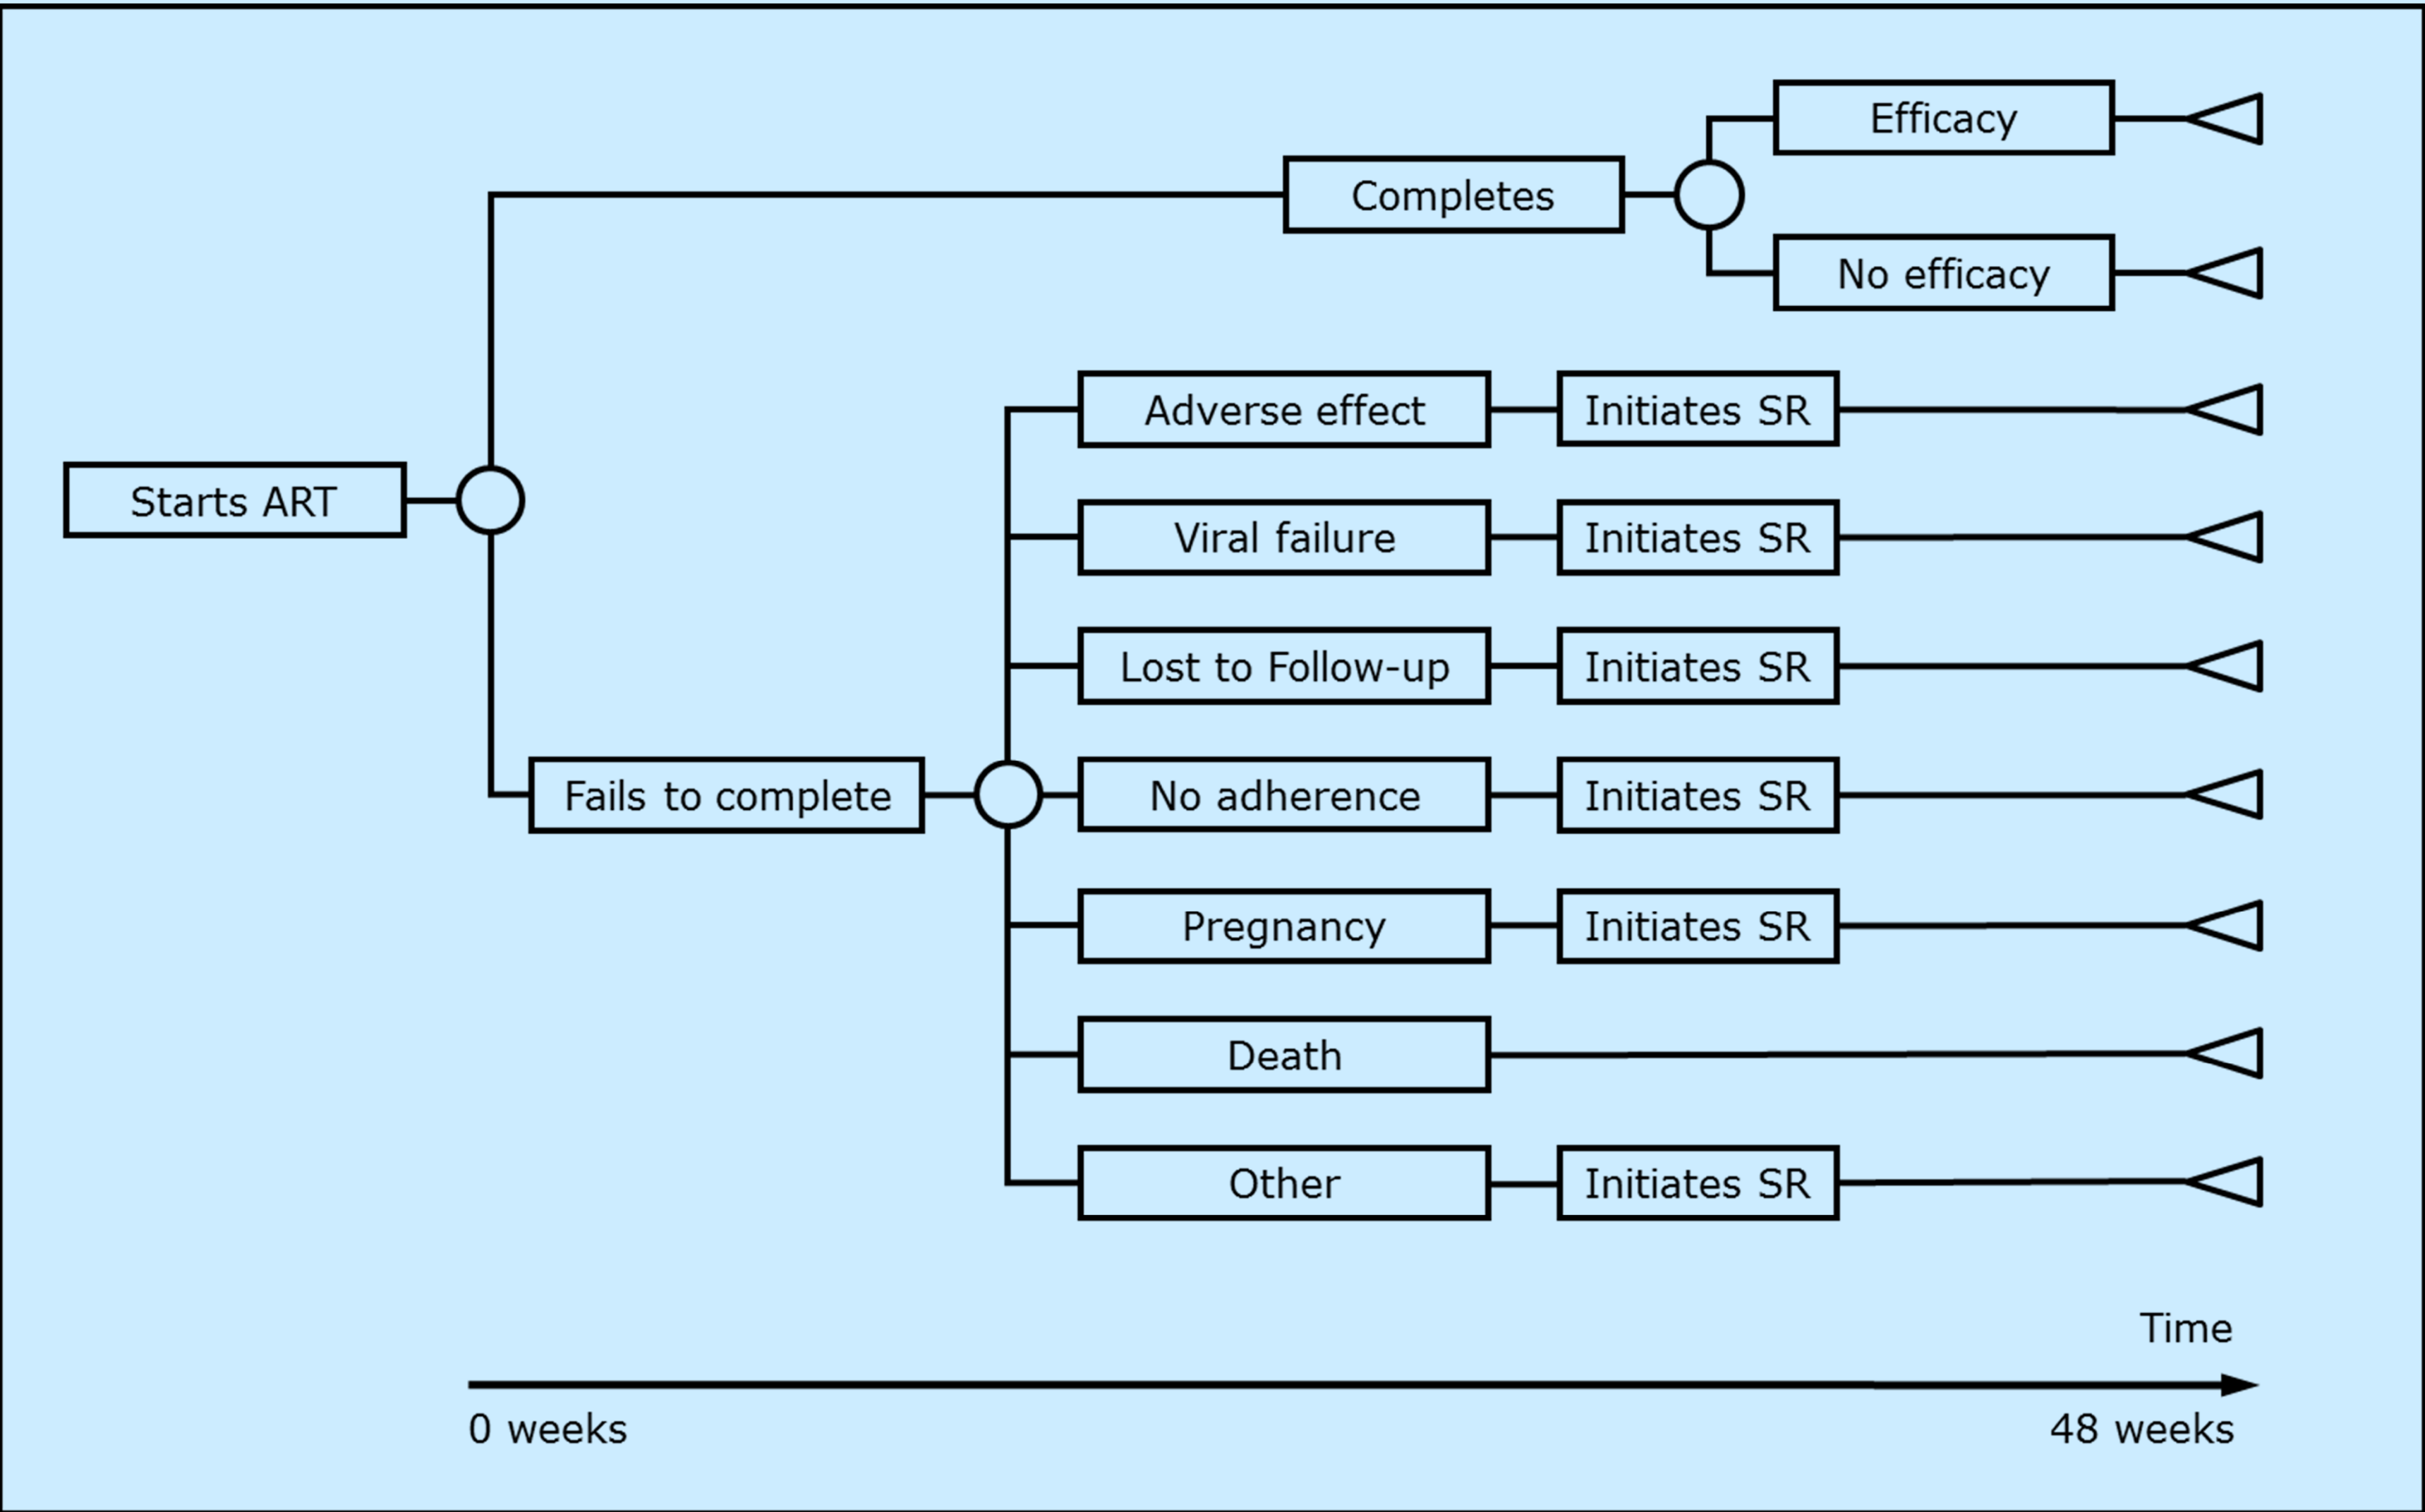 Efficacy
Completes
No efficacy
Adverse effect
Initiates SR
Starts ART
Viral failure
Initiates SR
Lost to Follow-up
Initiates SR
Fails to complete
No adherence
Initiates SR
Pregnancy
Initiates SR
Death
Other
Initiates SR
Time
0 weeks
48 weeks